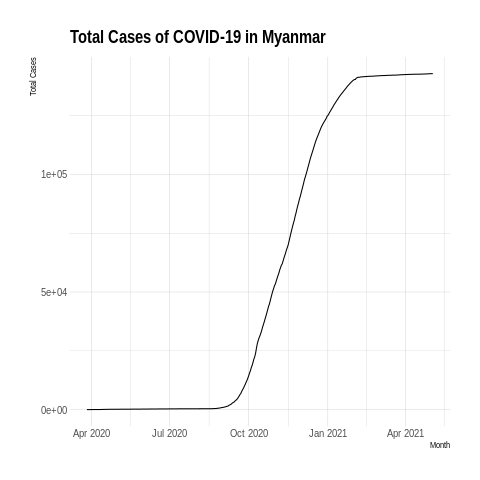 Total Cases of COVID-19 in Myanmar
Total Cases
1e+05
5e+04
0e+00
Apr 2020 Jul 2020 Oct 2020 Jan 2021 Apr 2021
Month